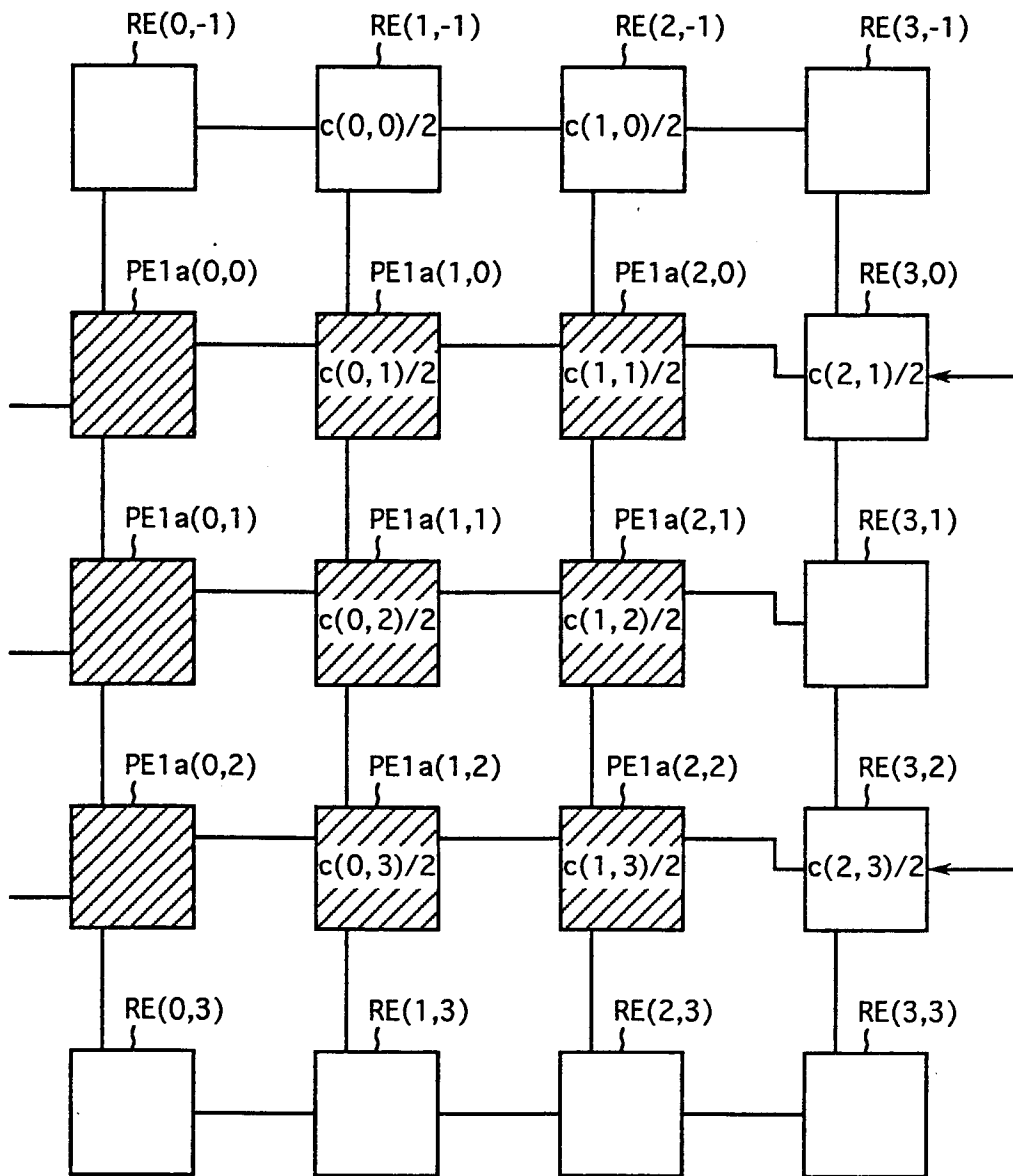 RE(0,-1) RE(1,-1) RE(2,-1) RE(3,-1)
c(0,0)/2 c(1,0)/2
PE1a(0,0) PE1a(1,0) PE1a(2,0) RE(3,0)
c(0,1)/2 c(1,1)/2 c(2,1)/2
PE1a(0,1) PE1a(1,1) PE1a(2,1) RE(3,1)
c(0,2)/2 c(1,2)/2
PE1a(0,2) PE1a(1,2) PE1a(2,2) RE(3,2)
c(0,3)/2 c(1,3)/2 c(2,3)/2
RE(0,3) RE(1,3) RE(2,3) RE(3,3)